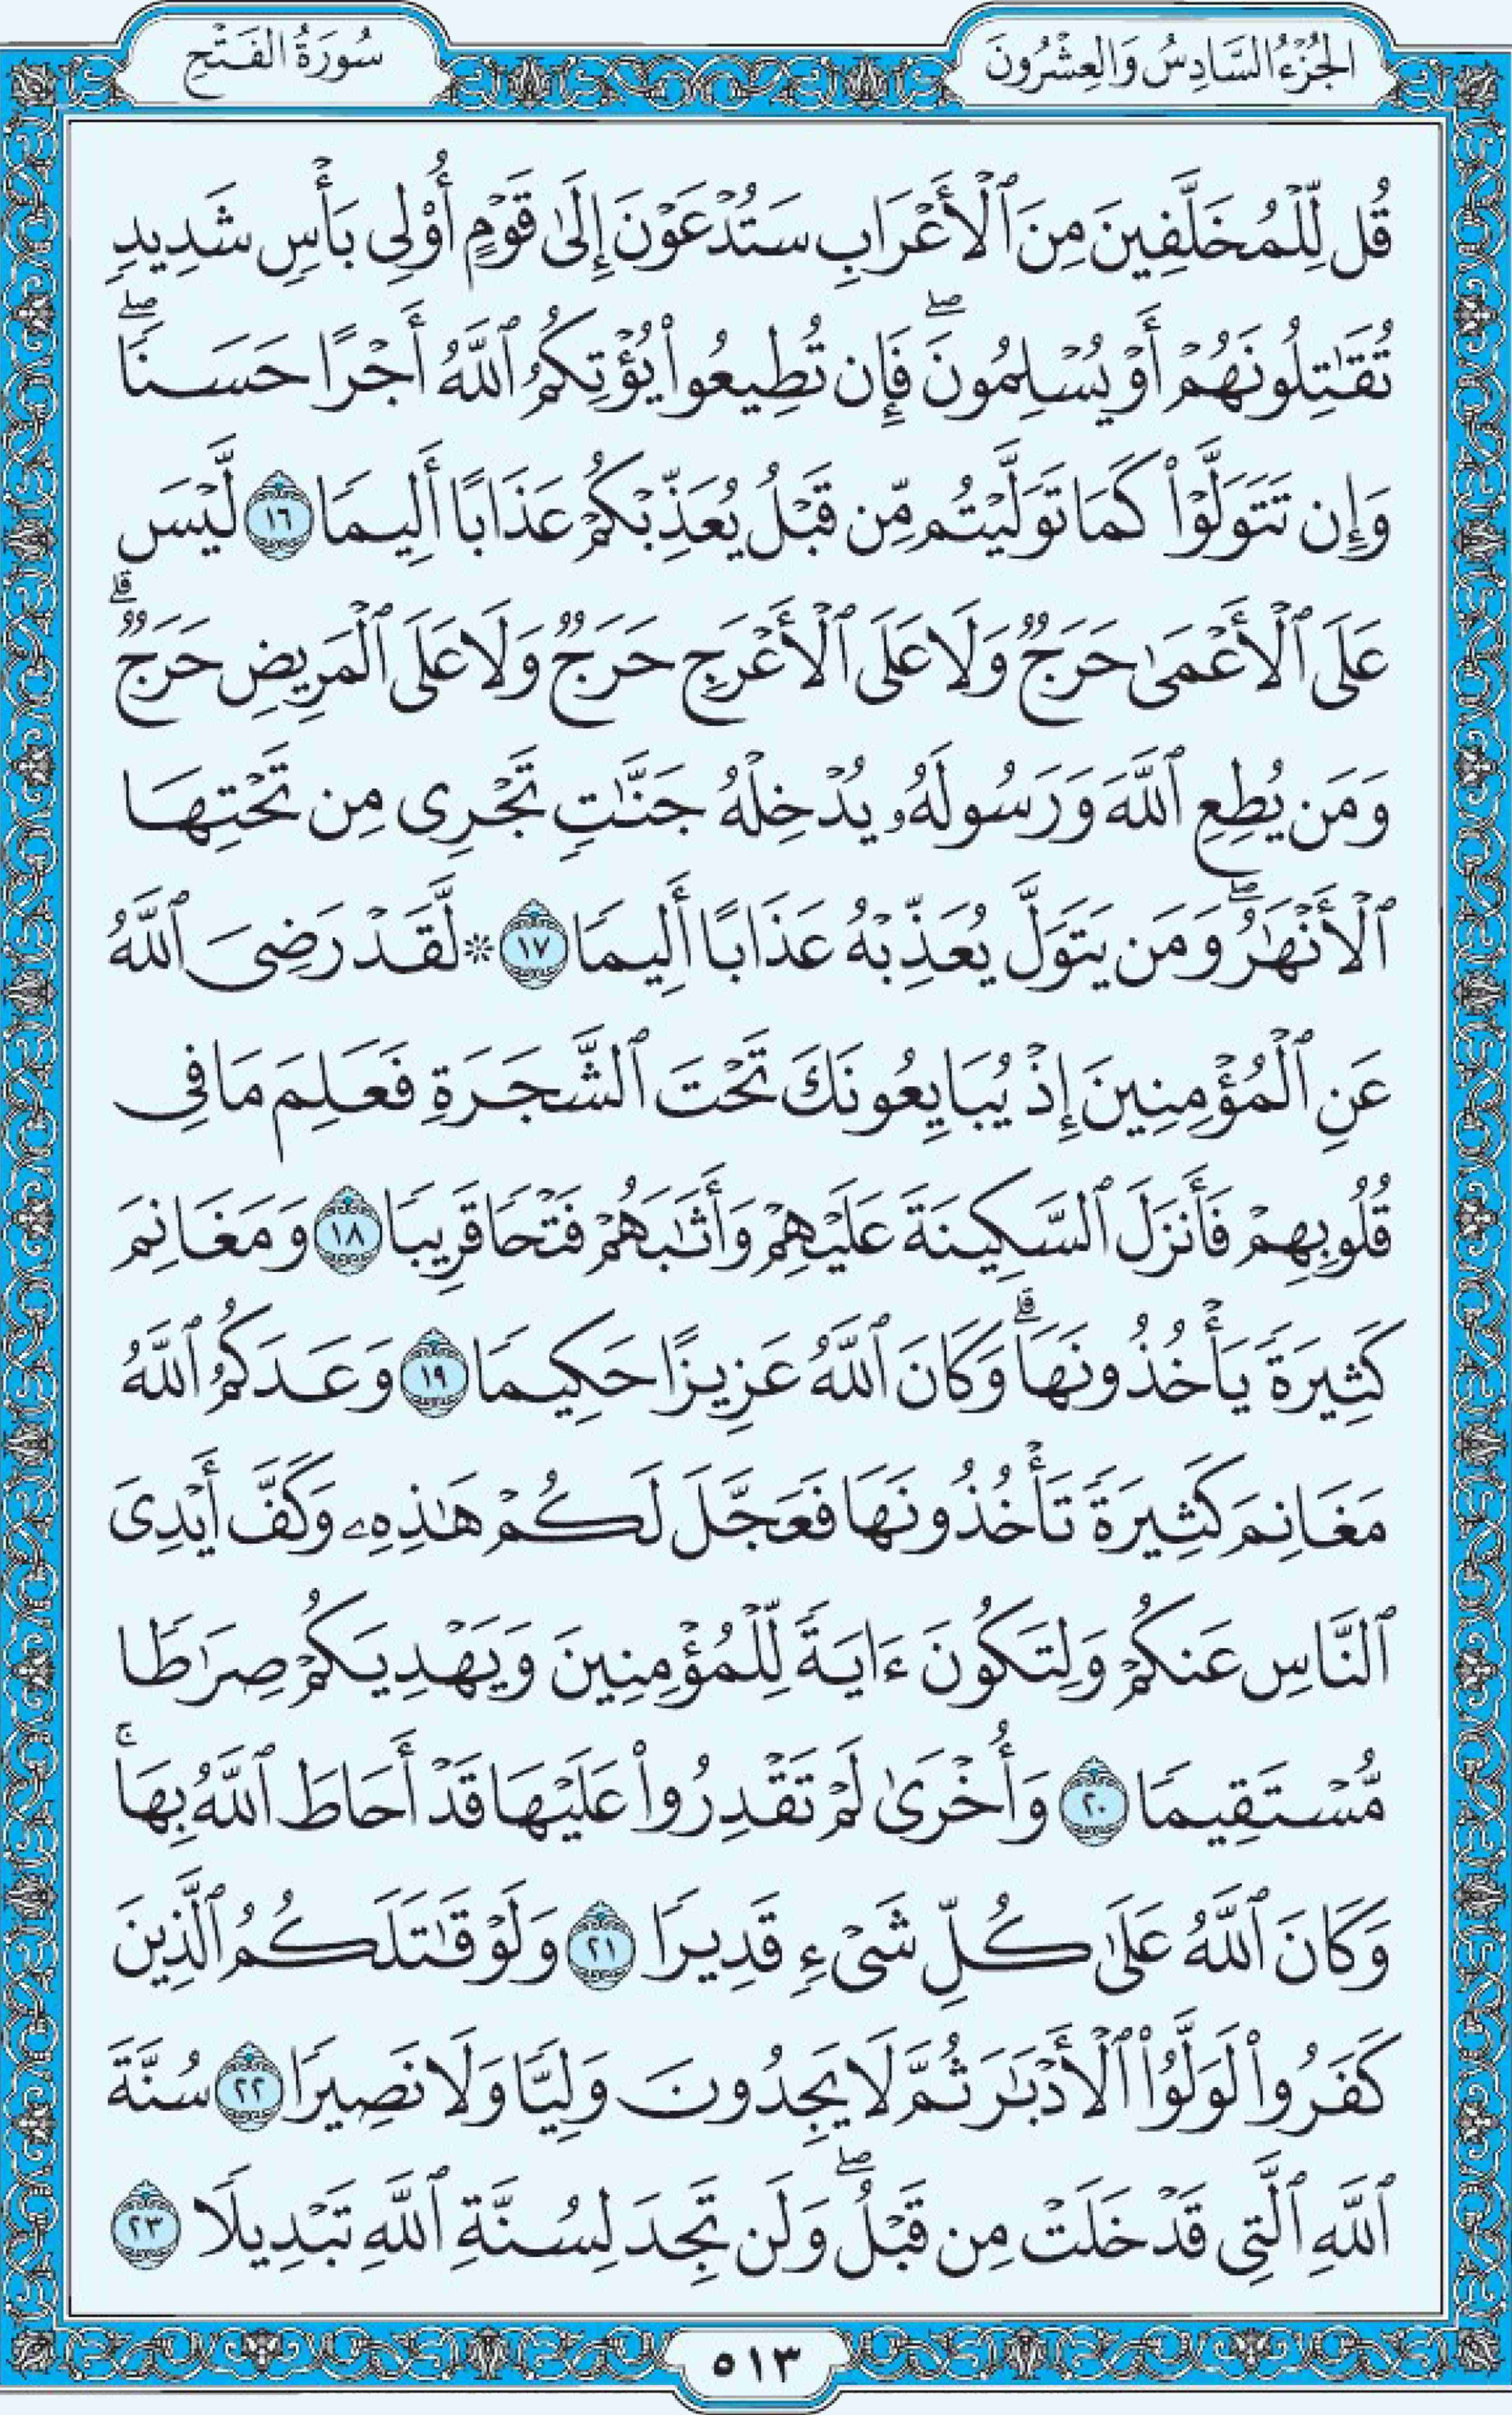 الجُزْءُ السَّادِسُ وَالعِشْرُونَ
سُورَةُ الفَتْحِ
قُل لِّلْمُخَلَّفِينَ مِنَ ٱلْأَعْرَابِ سَتُدْعَوْنَ إِلَىٰ قَوْمٍ أُوْلِى بَأْسٍ شَدِيدٍ
تُقَٰتِلُونَهُمْ أَوْ يُسْلِمُونَۖ فَإِن تُطِيعُواْ يُؤْتِكُمُ ٱللَّهُ أَجْرًا حَسَنًاۖ
وَإِن تَتَوَلَّوْاْ كَمَا تَوَلَّيْتُم مِّن قَبْلُ يُعَذِّبْكُمْ عَذَابًا أَلِيمًا ١٦ لَّيْسَ
عَلَى ٱلْأَعْمَىٰ حَرَجٌ وَلَا عَلَى ٱلْأَعْرَجِ حَرَجٌ وَلَا عَلَى ٱلْمَرِيضِ حَرَجٌۗ
وَمَن يُطِعِ ٱللَّهَ وَرَسُولَهُۥ يُدْخِلْهُ جَنَّٰتٍ تَجْرِى مِن تَحْتِهَا
ٱلْأَنْهَٰرُۖ وَمَن يَتَوَلَّ يُعَذِّبْهُ عَذَابًا أَلِيمًا ١٧ ۞ لَّقَدْ رَضِىَ ٱللَّهُ
عَنِ ٱلْمُؤْمِنِينَ إِذْ يُبَايِعُونَكَ تَحْتَ ٱلشَّجَرَةِ فَعَلِمَ مَا فِى
قُلُوبِهِمْ فَأَنزَلَ ٱلسَّكِينَةَ عَلَيْهِمْ وَأَثَٰبَهُمْ فَتْحًا قَرِيبًا ١٨ وَمَغَانِمَ
كَثِيرَةً يَأْخُذُونَهَاۗ وَكَانَ ٱللَّهُ عَزِيزًا حَكِيمًا ١٩ وَعَدَكُمُ ٱللَّهُ
مَغَانِمَ كَثِيرَةً تَأْخُذُونَهَا فَعَجَّلَ لَكُمْ هَٰذِهِۦ وَكَفَّ أَيْدِىَ
ٱلنَّاسِ عَنكُمْ وَلِتَكُونَ ءَايَةً لِّلْمُؤْمِنِينَ وَيَهْدِيَكُمْ صِرَٰطًا
مُّسْتَقِيمًا ٢٠ وَأُخْرَىٰ لَمْ تَقْدِرُواْ عَلَيْهَا قَدْ أَحَاطَ ٱللَّهُ بِهَاۚ
وَكَانَ ٱللَّهُ عَلَىٰ كُلِّ شَىْءٍ قَدِيرًا ٢١ وَلَوْ قَٰتَلَكُمُ ٱلَّذِينَ
كَفَرُواْ لَوَلَّوُاْ ٱلْأَدْبَٰرَ ثُمَّ لَا يَجِدُونَ وَلِيًّا وَلَا نَصِيرًا ٢٢ سُنَّةَ
ٱللَّهِ ٱلَّتِى قَدْ خَلَتْ مِن قَبْلُۖ وَلَن تَجِدَ لِسُنَّةِ ٱللَّهِ تَبْدِيلًا ٢٣
٥١٣